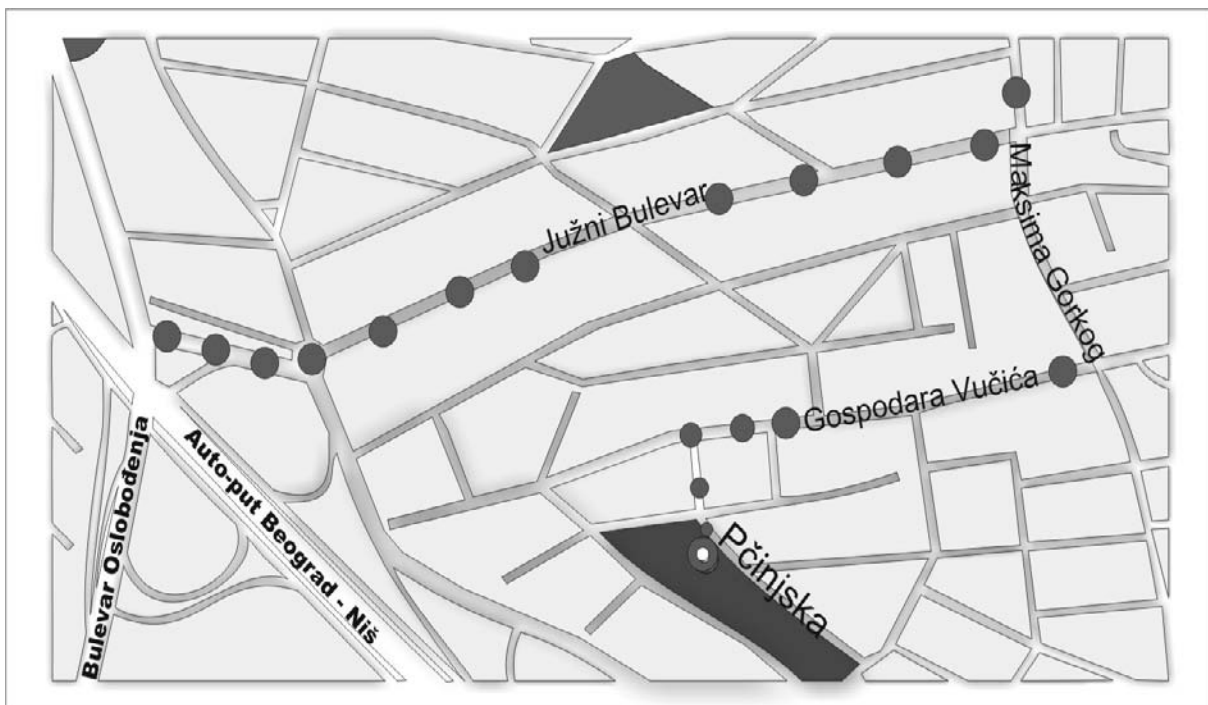 Južni Bulevar
Maksima Gorkog
Gospodara Vučića
Pčinjska
Auto-put Beograd - Niš
Bulevar Oslobođenja